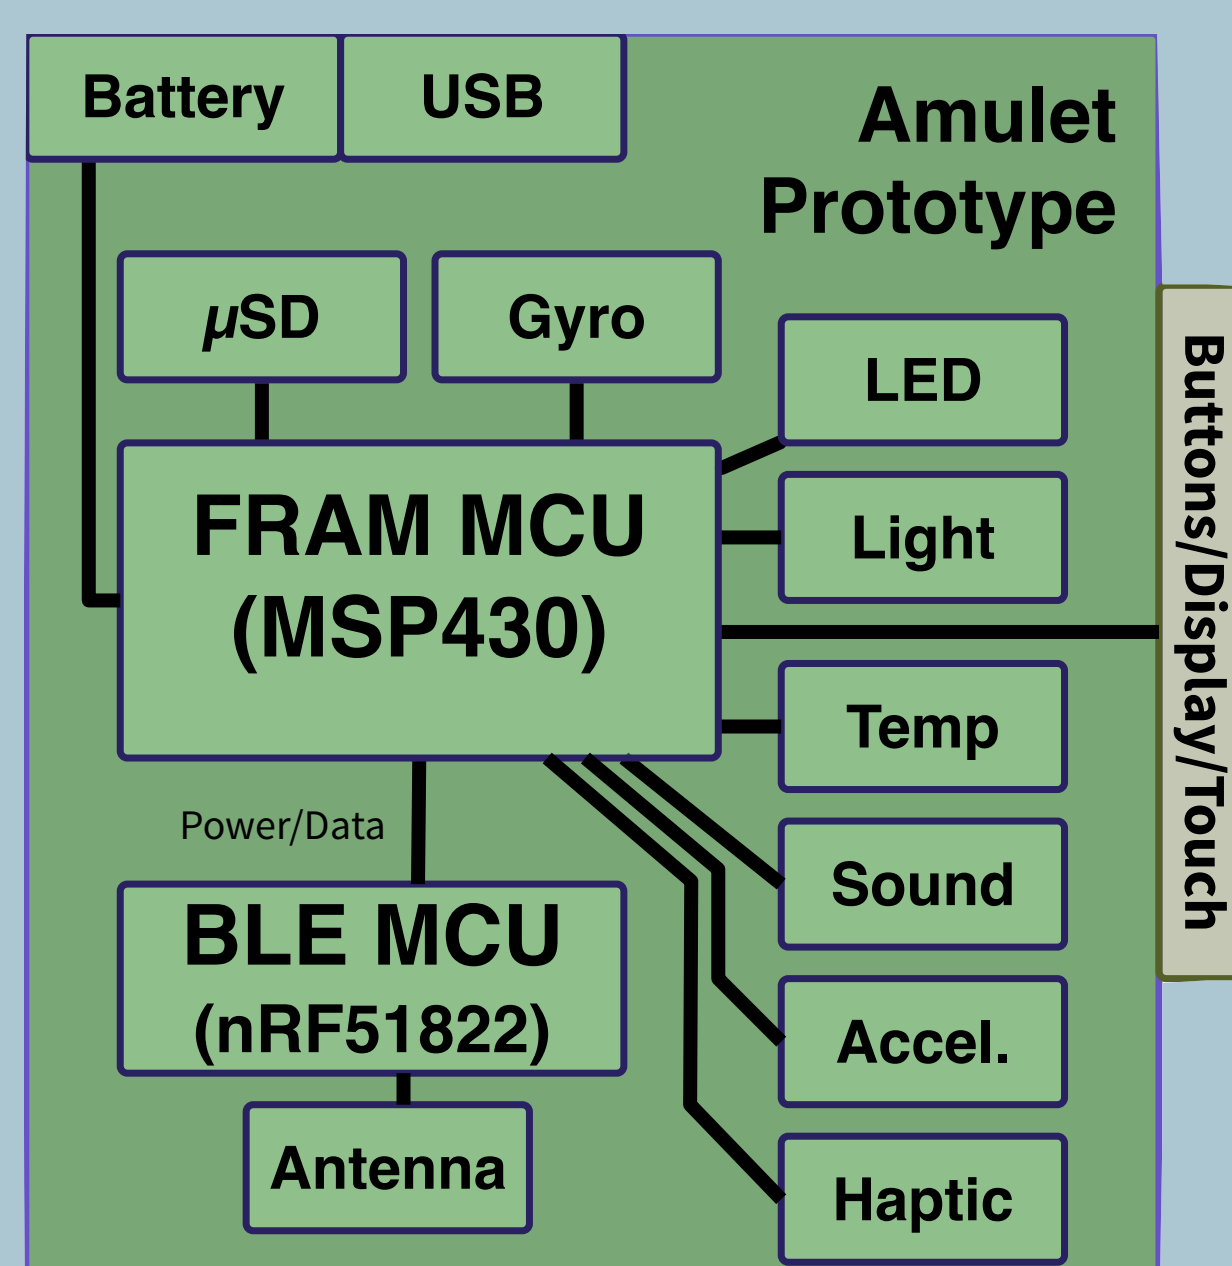 Battery
USB
Amulet
Prototype
µSD
Gyro
LED
FRAM MCU
(MSP430)
Light
Buttons/Display/Touch
Temp
Power/Data
Sound
BLE MCU
(nRF51822)
Accel.
Antenna
Haptic